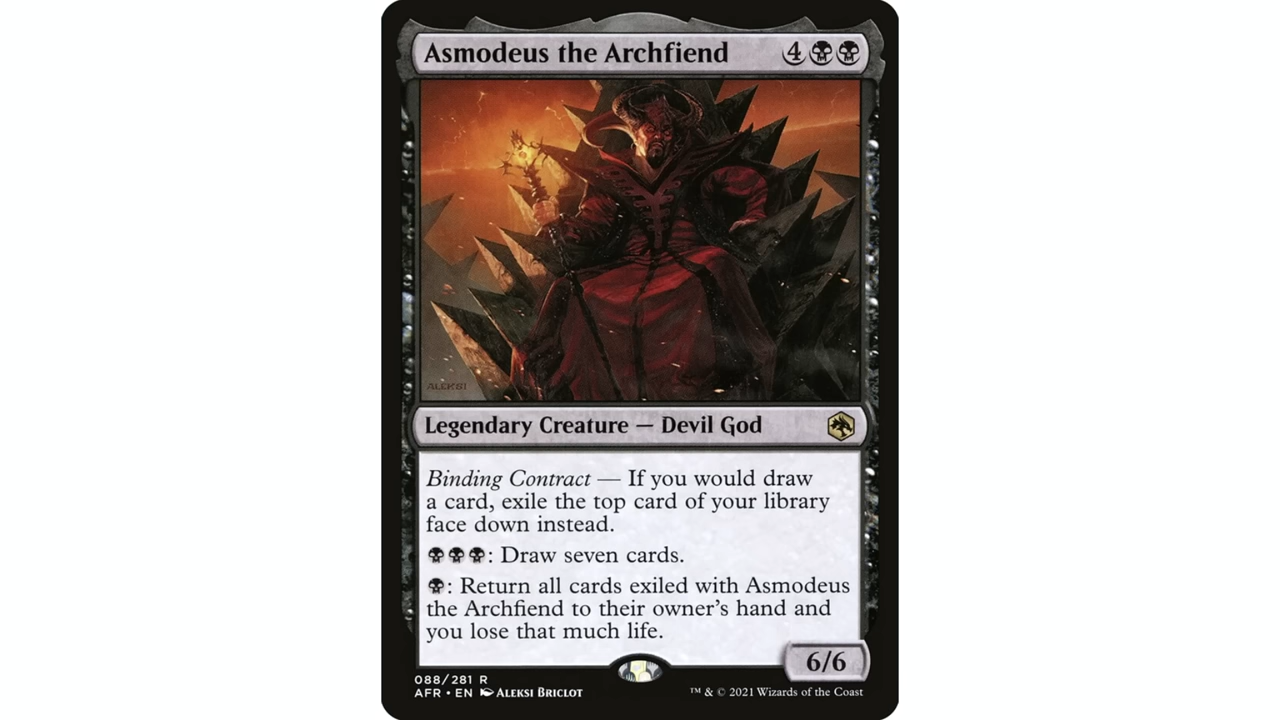 Asmodeus the Archfiend 4
ALEKSI
Legendary Creature — Devil God
Binding Contract — If you would draw
a card, exile the top card of your library
face down instead.
: Draw seven cards.
: Return all cards exiled with Asmodeus
the Archfiend to their owner's hand and
you lose that much life.
6/6
088/281 R
AFR • EN ALEKSI BRICLOT
™ & © 2021 Wizards of the Coast